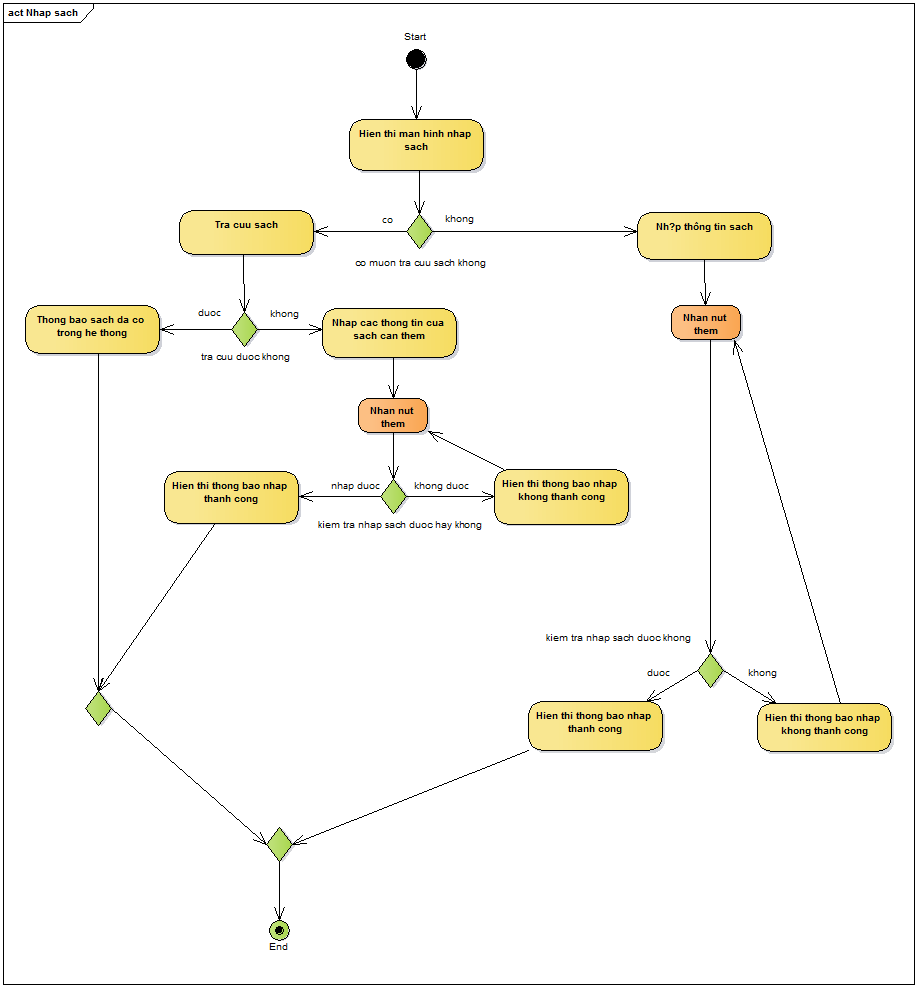 act Nhap sach
Start
Hien thi man hinh nhap
sach
Tra cuu sach
co
khong
Nh?p thông tin sach
co muon tra cuu sach khong
Thong bao sach da co
trong he thong
duoc
khong
Nhap cac thong tin cua
sach can them
Nhan nut
them
tra cuu duoc khong
Nhan nut
them
Hien thi thong bao nhap
thanh cong
nhap duoc
khong duoc
Hien thi thong bao nhap
khong thanh cong
kiem tra nhap sach duoc hay khong
kiem tra nhap sach duoc khong
duoc
khong
Hien thi thong bao nhap
thanh cong
Hien thi thong bao nhap
khong thanh cong
End